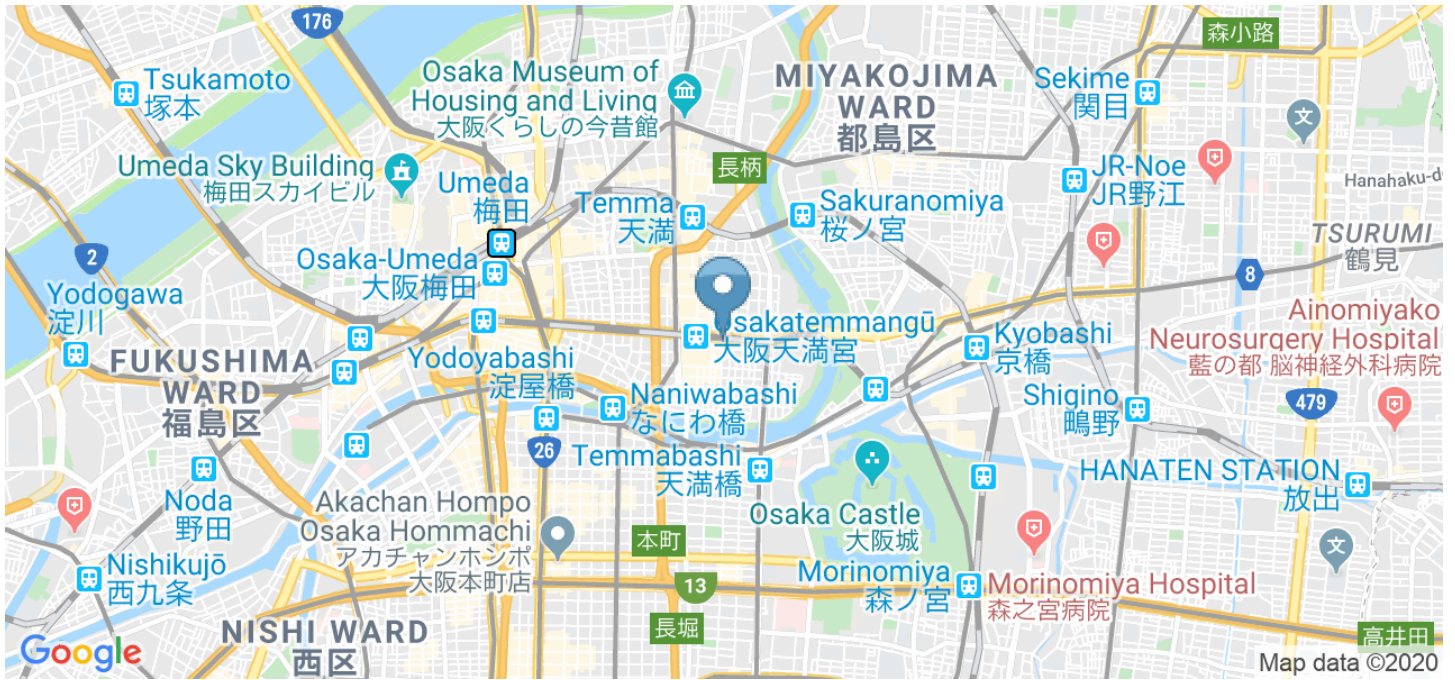 176
森小路
Tsukamoto
塚本
Osaka Museum of
Housing and Living
大阪くらしの今昔館
MIYAKOJIMA
WARD
都島区
Sekime
関目
Umeda Sky Building
梅田スカイビル
Umeda
梅田
長柄
JR-Noe
JR野江
Hanahaku-do
Temma
天満
Sakuranomiya
桜ノ宮
TSURUMI
鶴見
2
Osaka-Umeda
大阪梅田
8
Yodogawa
淀川
Osakatemmangū
大阪天満宮
Kyobashi
京橋
Ainomiyako
Neurosurgery Hospital
藍の都 脳神経外科病院
FUKUSHIMA
WARD
福島区
Yodoyabashi
淀屋橋
Naniwabashi
なにわ橋
Shigino
鴫野
479
26
Temmabashi
天満橋
HANATEN STATION
放出
Noda
野田
Akachan Hompo
Osaka Hommachi
アカチャンホンポ
大阪本町店
Osaka Castle
大阪城
本町
Nishikujō
西九条
13
Morinomiya
森ノ宮
Morinomiya Hospital
森之宮病院
NISHI WARD
西区
長堀
高井田
Google
Map data ©2020